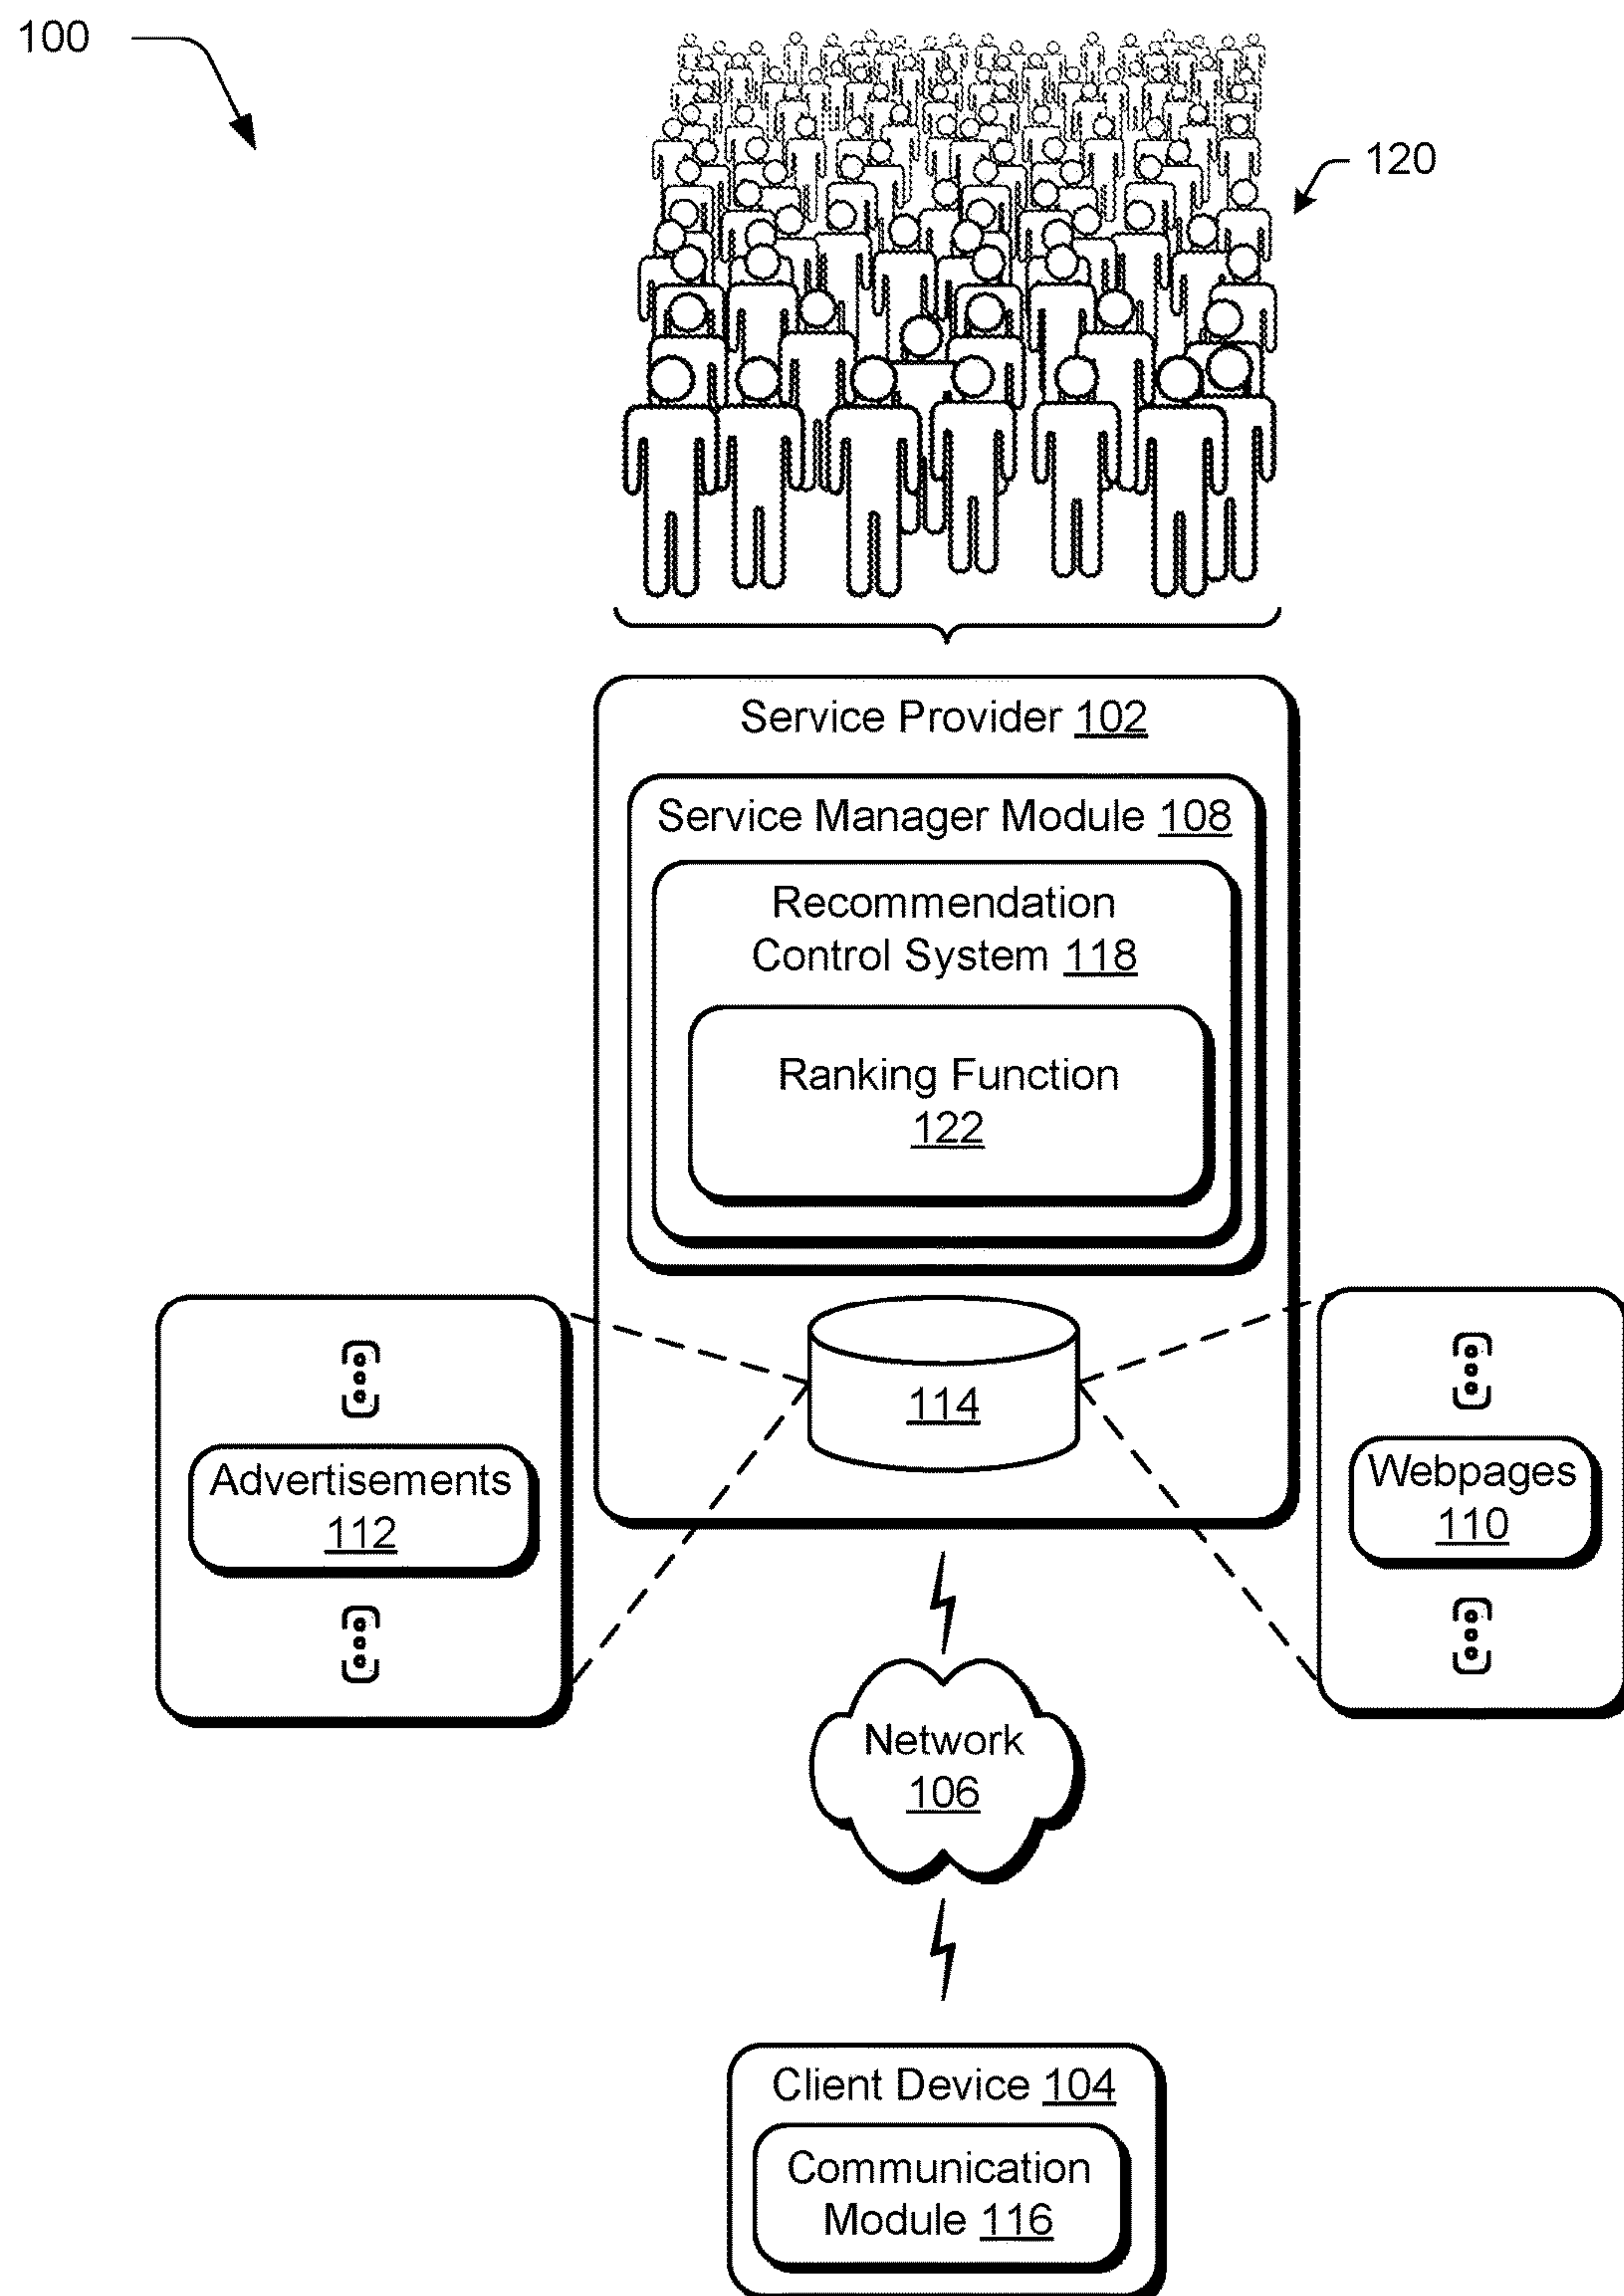 100
120
Service Provider 102
Service Manager Module 108
Recommendation
Control System 118
Ranking Function
122
114
Advertisements
112
Webpages
110
Network
106
Client Device 104
Communication
Module 116